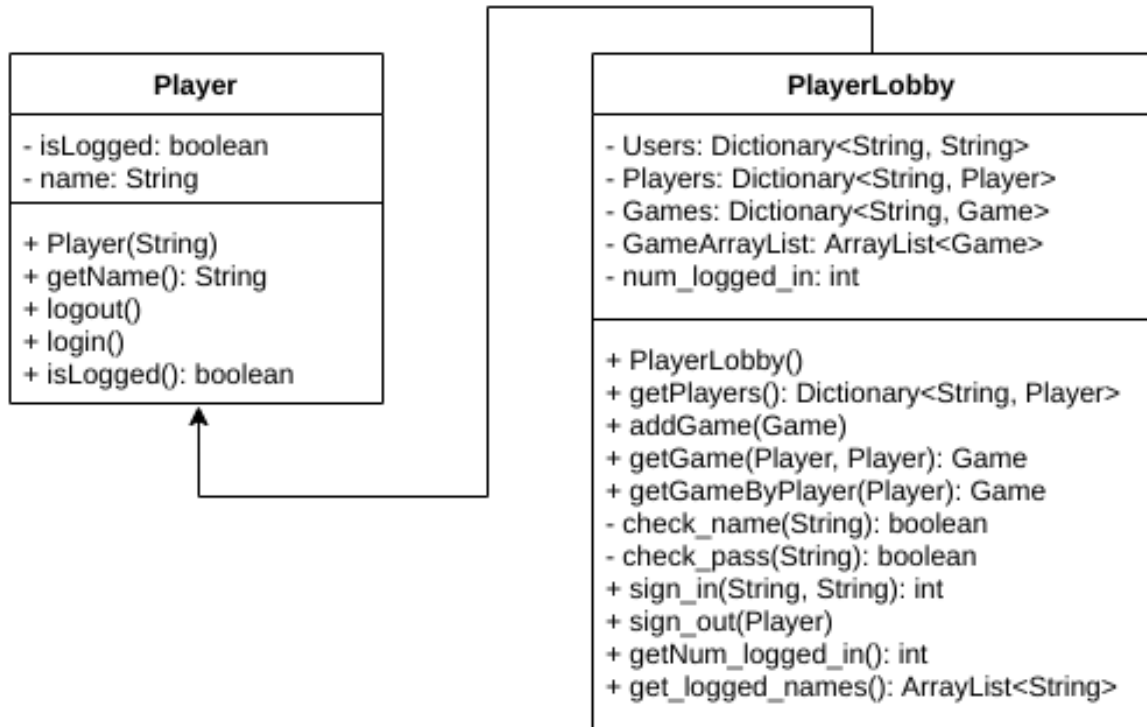 Player
- isLogged: boolean
- name: String
+ Player(String)
+ getName(): String
+ logout()
+ login()
+ isLogged(): boolean
PlayerLobby
- Users: Dictionary<String, String>
- Players: Dictionary<String, Player>
- Games: Dictionary<String, Game>
- GameArrayList: ArrayList<Game>
- num_logged_in: int
+ PlayerLobby()
+ getPlayers(): Dictionary<String, Player>
+ addGame(Game)
+ getGame(Player, Player): Game
+ getGameByPlayer(Player): Game
- check_name(String): boolean
- check_pass(String): boolean
+ sign_in(String, String): int
+ sign_out(Player)
+ getNum_logged_in(): int
+ get_logged_names(): ArrayList<String>